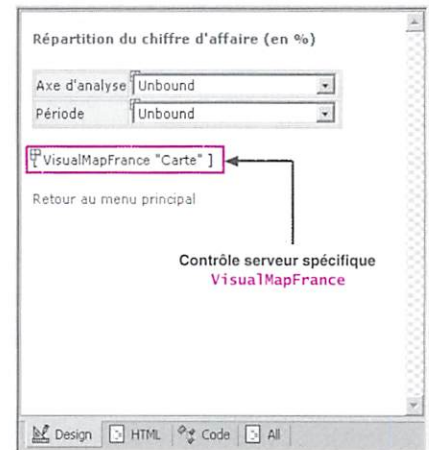 Répartition du chiffre d'affaire (en %)
Axe d'analyse Unbound
Période Unbound
[ VisualMapFrance "Carte" ]
Retour au menu principal
Contrôle serveur spécifique
VisualMapFrance
Design HTML Code All